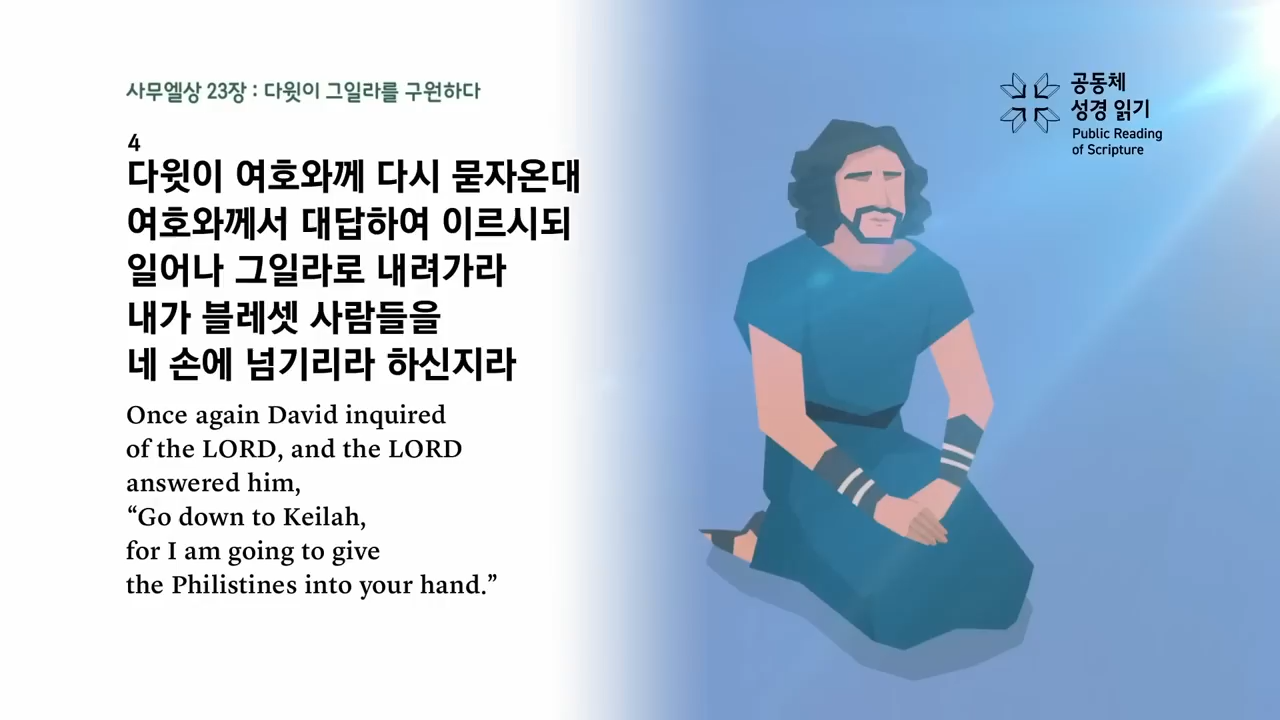 사무엘상 23장 : 다윗이 그일라를 구원하다
공동체
성경 읽기
Public Reading
of Scripture
4
다윗이 여호와께 다시 묻자온대
여호와께서 대답하여 이르시되
일어나 그일라로 내려가라
내가 블레셋 사람들을
네 손에 넘기리라 하신지라
Once again David inquired
of the LORD, and the LORD
answered him,
“Go down to Keilah,
for I am going to give
the Philistines into your hand.”